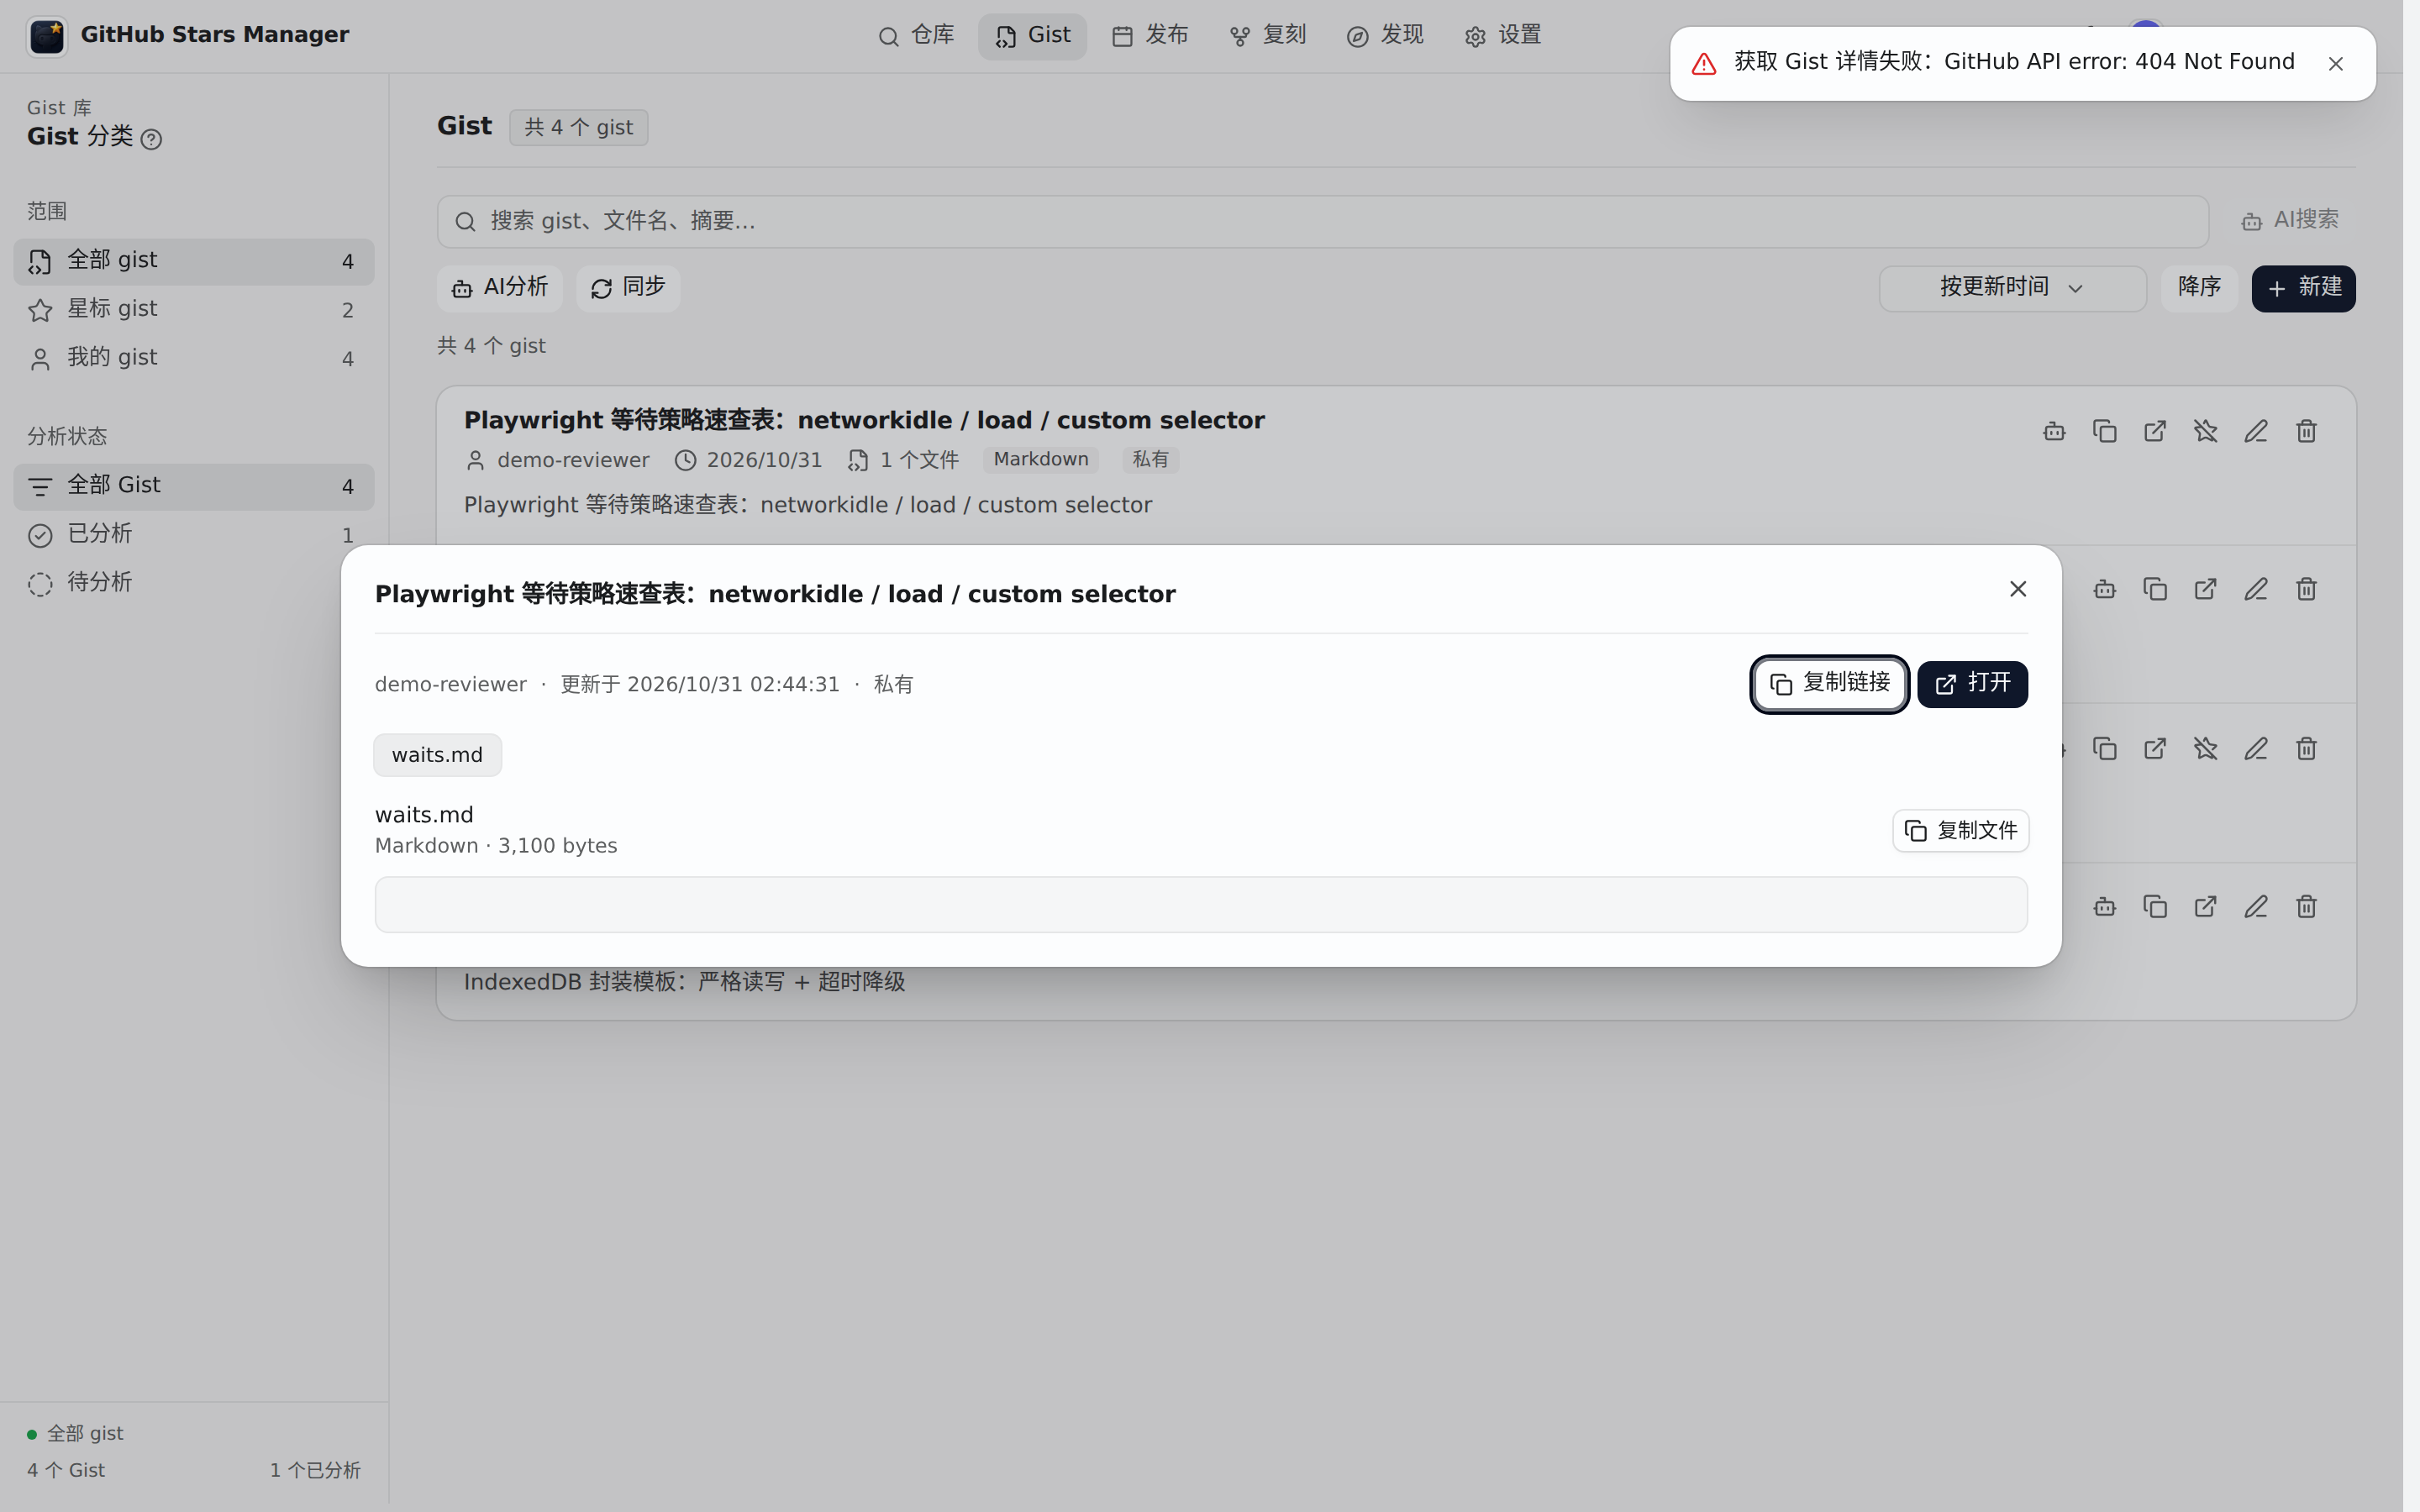 GitHub Stars Manager
仓库
Gist
发布
复刻
发现
设置
获取 Gist 详情失败：GitHub API error: 404 Not Found
Gist 库
Gist 分类
范围
全部 gist 4
星标 gist 2
我的 gist 4
分析状态
全部 Gist 4
已分析 1
待分析
Gist 共 4 个 gist
搜索 gist、文件名、摘要...
AI搜索
AI分析 同步
按更新时间 降序 新建
共 4 个 gist
Playwright 等待策略速查表：networkidle / load / custom selector
demo-reviewer 2026/10/31 1 个文件 Markdown 私有
Playwright 等待策略速查表：networkidle / load / custom selector
Playwright 等待策略速查表：networkidle / load / custom selector
demo-reviewer · 更新于 2026/10/31 02:44:31 · 私有
复制链接 打开
waits.md
waits.md
Markdown · 3,100 bytes
复制文件
IndexedDB 封装模板：严格读写 + 超时降级
全部 gist
4 个 Gist 1 个已分析